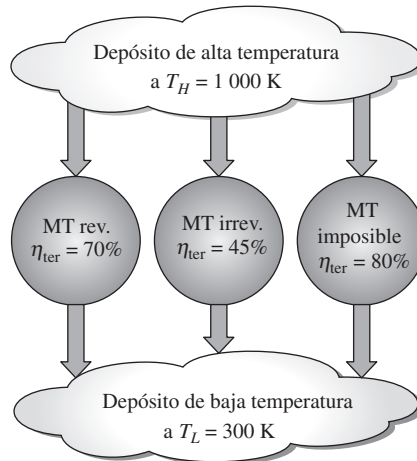 Depósito de alta temperatura
a T_H = 1 000 K
MT rev.
η_ter = 70%
MT irrev.
η_ter = 45%
MT
imposible
η_ter = 80%
Depósito de baja temperatura
a T_L = 300 K